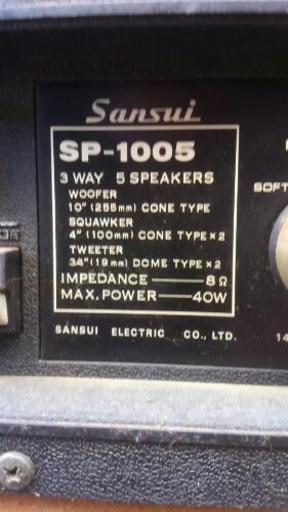 Sansui
SP-1005
3 WAY 5 SPEAKERS
WOOFER
10" (255mm) CONE TYPE
SQUAWKER
4" (100mm) CONE TYPE×2
TWEETER
3/4" (19mm) DOME TYPE×2
IMPEDANCE — 8Ω
MAX. POWER — 40W
SANSUI ELECTRIC CO., LTD.
SOFT
14